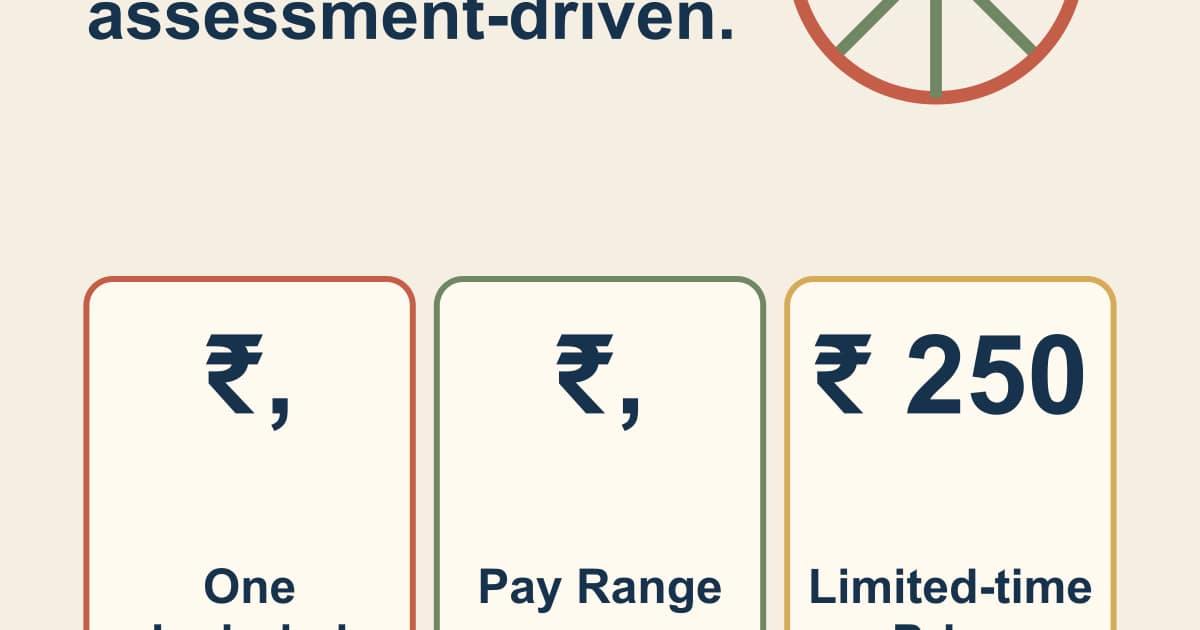 assessment-driven.
₹,
₹,
₹ 250
One
Pay Range
Limited-time